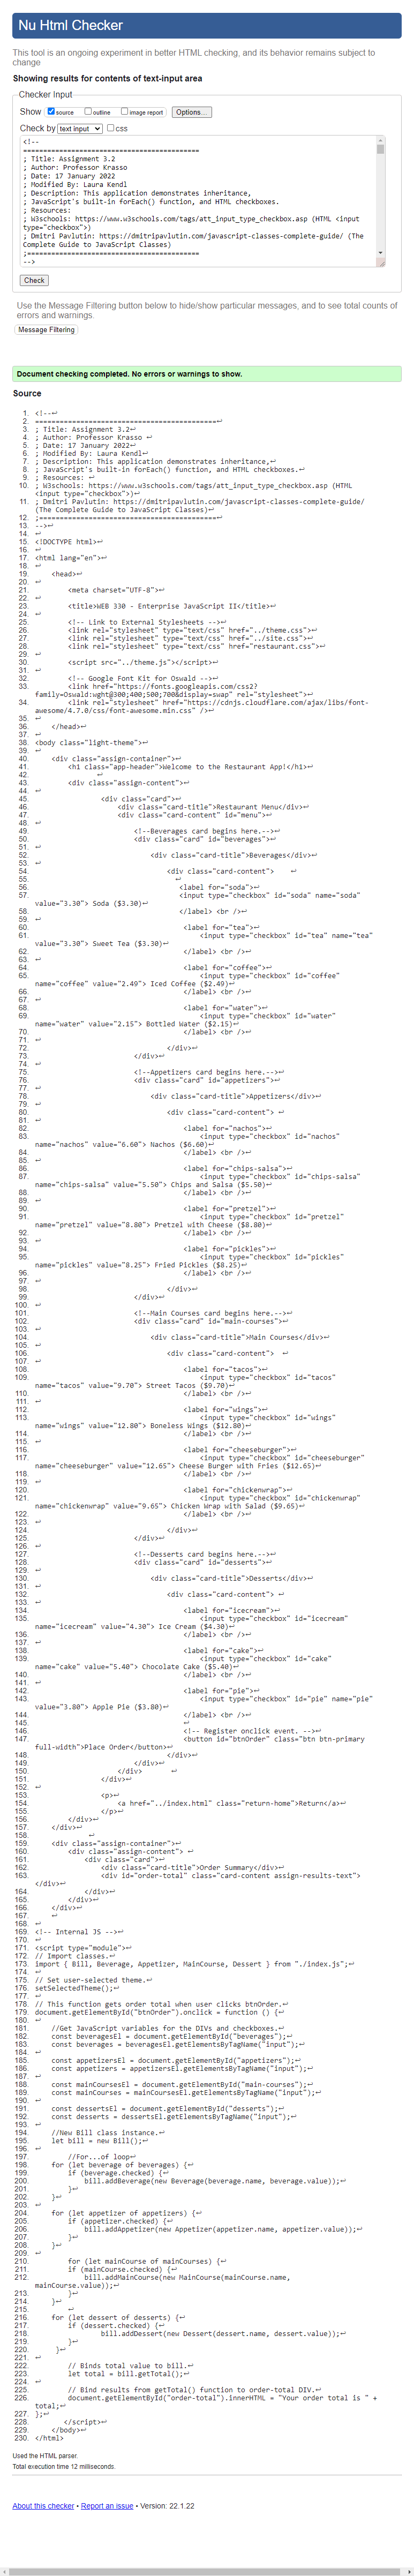 Nu Html Checker
This tool is an ongoing experiment in better HTML checking, and its behavior remains subject to
change
Showing results for contents of text-input area
Checker Input
Show source outline image report Options...
Check by text input css
<!--
===========================================
; Title: Assignment 3.2
; Author: Professor Krasso
; Date: 17 January 2022
; Modified By: Laura Kendl
; Description: This application demonstrates inheritance,
; JavaScript's built-in forEach() function, and HTML checkboxes.
; Resources:
; W3schools: https://www.w3schools.com/tags/att_input_type_checkbox.asp (HTML <input
type="checkbox">)
; Dmitri Pavlutin: https://dmitripavlutin.com/javascript-classes-complete-guide/ (The
Complete Guide to JavaScript Classes)
;==========================================
-->
Check
Use the Message Filtering button below to hide/show particular messages, and to see total counts of
errors and warnings.
Message Filtering
Document checking completed. No errors or warnings to show.
Source
1. <!--↩
2. ============================================↩
3. ; Title: Assignment 3.2↩
4. ; Author: Professor Krasso ↩
5. ; Date: 17 January 2022↩
6. ; Modified By: Laura Kendl↩
7. ; Description: This application demonstrates inheritance,↩
8. ; JavaScript's built-in forEach() function, and HTML checkboxes.↩
9. ; Resources: ↩
10. ; W3schools: https://www.w3schools.com/tags/att_input_type_checkbox.asp (HTML
<input type="checkbox">)↩
11. ; Dmitri Pavlutin: https://dmitripavlutin.com/javascript-classes-complete-guide/
(The Complete Guide to JavaScript Classes)↩
12. ;===========================================↩
13. -->↩
14. ↩
15. <!DOCTYPE html>↩
16. ↩
17. <html lang="en">↩
18. ↩
19. <head>↩
20. ↩
21. <meta charset="UTF-8">↩
22. ↩
23. <title>WEB 330 - Enterprise JavaScript II</title>↩
24. ↩
25. <!-- Link to External Stylesheets -->↩
26. <link rel="stylesheet" type="text/css" href="../theme.css">↩
27. <link rel="stylesheet" type="text/css" href="../site.css">↩
28. <link rel="stylesheet" type="text/css" href="restaurant.css">↩
29. ↩
30. <script src="../theme.js"></script>↩
31. ↩
32. <!-- Google Font Kit for Oswald -->↩
33. <link href="https://fonts.googleapis.com/css2?
family=Oswald:wght@300;400;500;700&display=swap" rel="stylesheet">↩
34. <link rel="stylesheet" href="https://cdnjs.cloudflare.com/ajax/libs/font-
awesome/4.7.0/css/font-awesome.min.css" />↩
35. ↩
36. </head>↩
37. ↩
38. <body class="light-theme">↩
39. ↩
40. <div class="assign-container">↩
41. <h1 class="app-header">Welcome to the Restaurant App!</h1>↩
42. ↩
43. <div class="assign-content">↩
44. ↩
45. <div class="card">↩
46. <div class="card-title">Restaurant Menu</div>↩
47. <div class="card-content" id="menu">↩
48. ↩
49. <!--Beverages card begins here.-->↩
50. <div class="card" id="beverages">↩
51. ↩
52. <div class="card-title">Beverages</div>↩
53. ↩
54. <div class="card-content"> ↩
55. ↩
56. <label for="soda">↩
57. <input type="checkbox" id="soda" name="soda"
value="3.30"> Soda ($3.30)↩
58. </label> <br />↩
59. ↩
60. <label for="tea">↩
61. <input type="checkbox" id="tea" name="tea"
value="3.30"> Sweet Tea ($3.30)↩
62. </label> <br />↩
63. ↩
64. <label for="coffee">↩
65. <input type="checkbox" id="coffee"
name="coffee" value="2.49"> Iced Coffee ($2.49)↩
66. </label> <br />↩
67. ↩
68. <label for="water">↩
69. <input type="checkbox" id="water"
name="water" value="2.15"> Bottled Water ($2.15)↩
70. </label> <br />↩
71. ↩
72. </div>↩
73. </div>↩
74. ↩
75. <!--Appetizers card begins here.-->↩
76. <div class="card" id="appetizers">↩
77. ↩
78. <div class="card-title">Appetizers</div>↩
79. ↩
80. <div class="card-content"> ↩
81. ↩
82. <label for="nachos">↩
83. <input type="checkbox" id="nachos"
name="nachos" value="6.60"> Nachos ($6.60)↩
84. </label> <br />↩
85. ↩
86. <label for="chips-salsa">↩
87. <input type="checkbox" id="chips-salsa"
name="chips-salsa" value="5.50"> Chips and Salsa ($5.50)↩
88. </label> <br />↩
89. ↩
90. <label for="pretzel">↩
91. <input type="checkbox" id="pretzel"
name="pretzel" value="8.80"> Pretzel with Cheese ($8.80)↩
92. </label> <br />↩
93. ↩
94. <label for="pickles">↩
95. <input type="checkbox" id="pickles"
name="pickles" value="8.25"> Fried Pickles ($8.25)↩
96. </label> <br />↩
97. ↩
98. </div>↩
99. </div>↩
100. ↩
101. <!--Main Courses card begins here.-->↩
102. <div class="card" id="main-courses">↩
103. ↩
104. <div class="card-title">Main Courses</div>↩
105. ↩
106. <div class="card-content"> ↩
107. ↩
108. <label for="tacos">↩
109. <input type="checkbox" id="tacos"
name="tacos" value="9.70"> Street Tacos ($9.70)↩
110. </label> <br />↩
111. ↩
112. <label for="wings">↩
113. <input type="checkbox" id="wings"
name="wings" value="12.80"> Boneless Wings ($12.80)↩
114. </label> <br />↩
115. ↩
116. <label for="cheeseburger">↩
117. <input type="checkbox" id="cheeseburger"
name="cheeseburger" value="12.65"> Cheese Burger with Fries ($12.65)↩
118. </label> <br />↩
119. ↩
120. <label for="chickenwrap">↩
121. <input type="checkbox" id="chickenwrap"
name="chickenwrap" value="9.65"> Chicken Wrap with Salad ($9.65)↩
122. </label> <br />↩
123. ↩
124. </div>↩
125. </div>↩
126. ↩
127. <!--Desserts card begins here.-->↩
128. <div class="card" id="desserts">↩
129. ↩
130. <div class="card-title">Desserts</div>↩
131. ↩
132. <div class="card-content"> ↩
133. ↩
134. <label for="icecream">↩
135. <input type="checkbox" id="icecream"
name="icecream" value="4.30"> Ice Cream ($4.30)↩
136. </label> <br />↩
137. ↩
138. <label for="cake">↩
139. <input type="checkbox" id="cake"
name="cake" value="5.40"> Chocolate Cake ($5.40)↩
140. </label> <br />↩
141. ↩
142. <label for="pie">↩
143. <input type="checkbox" id="pie" name="pie"
value="3.80"> Apple Pie ($3.80)↩
144. </label> <br />↩
145. ↩
146. <!-- Register onclick event. -->↩
147. <button id="btnOrder" class="btn btn-primary
full-width">Place Order</button>↩
148. </div>↩
149. </div>↩
150. </div> ↩
151. </div>↩
152. ↩
153. <p>↩
154. <a href="../index.html" class="return-home">Return</a>↩
155. </p>↩
156. </div>↩
157. </div>↩
158. ↩
159. <div class="assign-container">↩
160. <div class="assign-content"> ↩
161. <div class="card">↩
162. <div class="card-title">Order Summary</div>↩
163. <div id="order-total" class="card-content assign-results-text">
</div>↩
164. </div>↩
165. </div>↩
166. </div>↩
167. ↩
168. ↩
169. <!-- Internal JS -->↩
170. ↩
171. <script type="module">↩
172. // Import classes.↩
173. import { Bill, Beverage, Appetizer, MainCourse, Dessert } from "./index.js";↩
174. ↩
175. // Set user-selected theme.↩
176. setSelectedTheme();↩
177. ↩
178. // This function gets order total when user clicks btnOrder.↩
179. document.getElementById("btnOrder").onclick = function () {↩
180. ↩
181. //Get JavaScript variables for the DIVs and checkboxes.↩
182. const beveragesEl = document.getElementById("beverages");↩
183. const beverages = beveragesEl.getElementsByTagName("input");↩
184. ↩
185. const appetizersEl = document.getElementById("appetizers");↩
186. const appetizers = appetizersEl.getElementsByTagName("input");↩
187. ↩
188. const mainCoursesEl = document.getElementById("main-courses");↩
189. const mainCourses = mainCoursesEl.getElementsByTagName("input");↩
190. ↩
191. const dessertsEl = document.getElementById("desserts");↩
192. const desserts = dessertsEl.getElementsByTagName("input");↩
193. ↩
194. //New Bill class instance.↩
195. let bill = new Bill();↩
196. ↩
197. //For...of loop↩
198. for (let beverage of beverages) {↩
199. if (beverage.checked) {↩
200. bill.addBeverage(new Beverage(beverage.name, beverage.value));↩
201. }↩
202. }↩
203. ↩
204. for (let appetizer of appetizers) {↩
205. if (appetizer.checked) {↩
206. bill.addAppetizer(new Appetizer(appetizer.name, appetizer.value));↩
207. }↩
208. }↩
209. ↩
210. for (let mainCourse of mainCourses) {↩
211. if (mainCourse.checked) {↩
212. bill.addMainCourse(new MainCourse(mainCourse.name,
mainCourse.value));↩
213. }↩
214. }↩
215. ↩
216. for (let dessert of desserts) {↩
217. if (dessert.checked) {↩
218. bill.addDessert(new Dessert(dessert.name, dessert.value));↩
219. }↩
220. }↩
221. ↩
222. // Binds total value to bill.↩
223. let total = bill.getTotal();↩
224. ↩
225. // Bind results from getTotal() function to order-total DIV.↩
226. document.getElementById("order-total").innerHTML = "Your order total is " +
total;↩
227. };↩
228. </script>↩
229. </body>↩
230. </html>
Used the HTML parser.
Total execution time 12 milliseconds.
About this checker • Report an issue • Version: 22.1.22